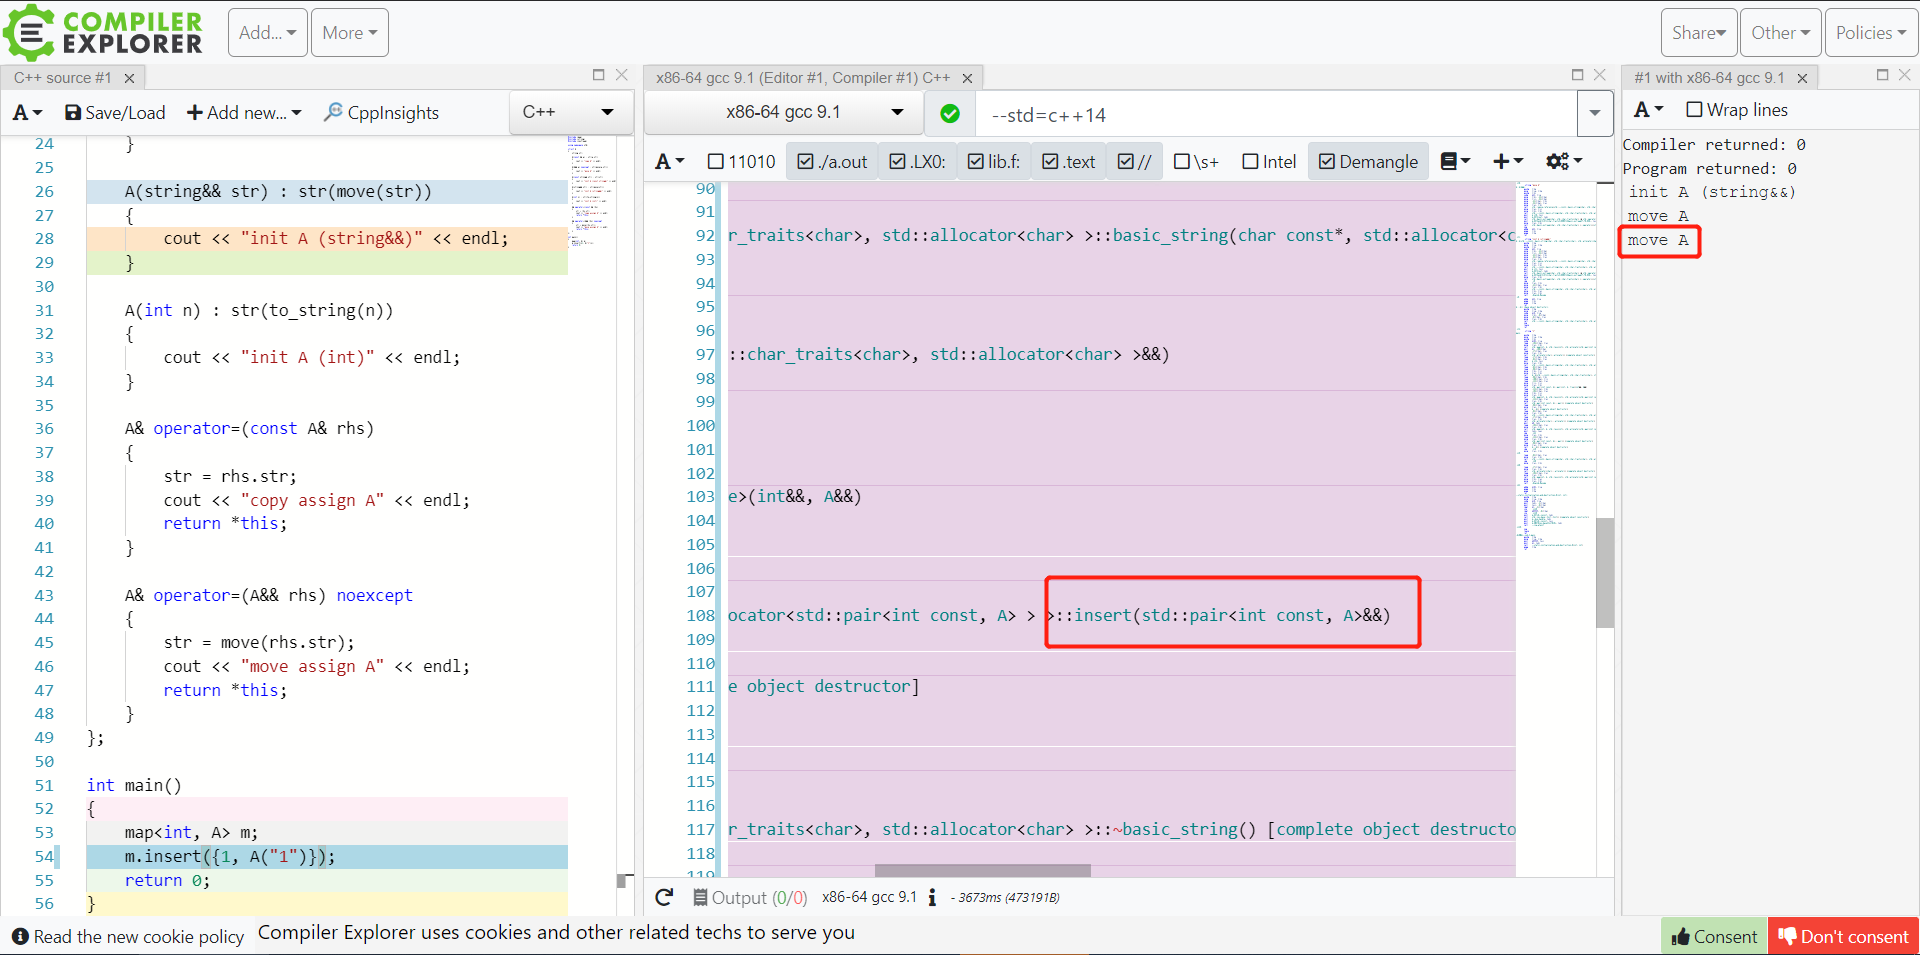 COMPILER EXPLORER
Add...
More
Share
Other
Policies
C++ source #1
A
Save/Load
Add new...
CppInsights
C++
24 }
25
26 A(string&& str) : str(move(str))
27 {
28 cout << "init A (string&&)" << endl;
29 }
30
31 A(int n) : str(to_string(n))
32 {
33 cout << "init A (int)" << endl;
34 }
35
36 A& operator=(const A& rhs)
37 {
38 str = rhs.str;
39 cout << "copy assign A" << endl;
40 return *this;
41 }
42
43 A& operator=(A&& rhs) noexcept
44 {
45 str = move(rhs.str);
46 cout << "move assign A" << endl;
47 return *this;
48 }
49 };
50
51 int main()
52 {
53 map<int, A> m;
54 m.insert({1, A("1")});
55 return 0;
56 }
x86-64 gcc 9.1 (Editor #1, Compiler #1) C++
x86-64 gcc 9.1
--std=c++14
A
11010
./a.out
.LX0:
lib.f:
.text
//
\s+
Intel
Demangle
90
91
92 r_traits<char>, std::allocator<char> >::basic_string(char const*, std::allocator<c
93
94
95
96
97 ::char_traits<char>, std::allocator<char> >&&)
98
99
100
101
102
103 e>(int&&, A&&)
104
105
106
107
108 ocator<std::pair<int const, A> > >::insert(std::pair<int const, A>&&)
109
110
111 e object destructor]
112
113
114
115
116
117 r_traits<char>, std::allocator<char> >::~basic_string() [complete object destructo
118
119
Output (0/0) x86-64 gcc 9.1 - 3673ms (473191B)
#1 with x86-64 gcc 9.1
A
Wrap lines
Compiler returned: 0
Program returned: 0
init A (string&&)
move A
move A
Read the new cookie policy
Compiler Explorer uses cookies and other related techs to serve you
Consent
Don't consent